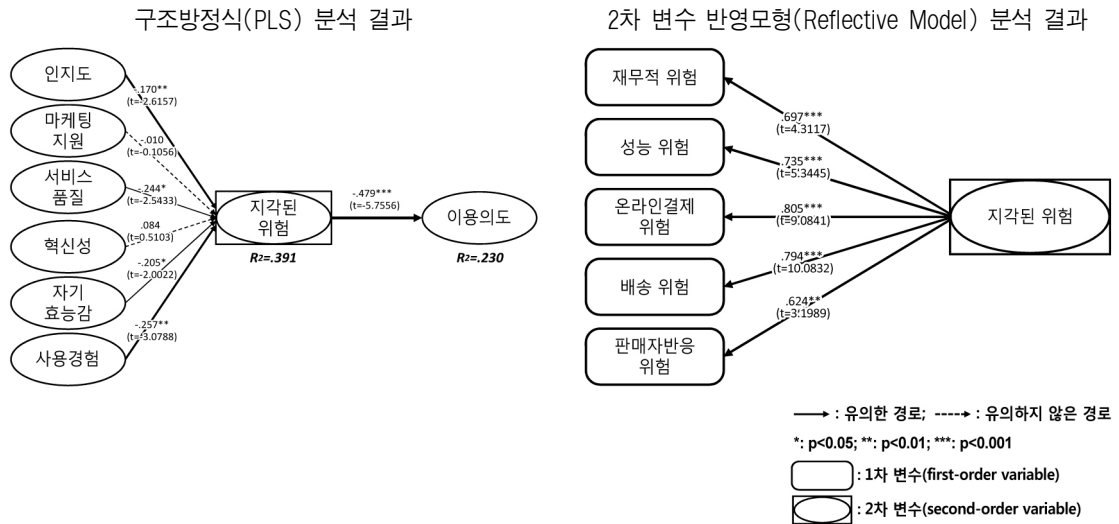 구조방정식(PLS) 분석 결과
인지도
-.170**
(t=-2.6157)
마케팅
지원
-.010
(t=-0.1056)
서비스
품질
-.244*
(t=-2.5433)
혁신성
.084
(t=0.5103)
자기
효능감
-.205*
(t=-2.0022)
사용경험
-.257**
(t=-3.0788)
지각된
위험
R2=.391
-.479***
(t=-5.7556)
이용의도
R2=.230
2차 변수 반영모형(Reflective Model) 분석 결과
재무적 위험
.697***
(t=4.3117)
성능 위험
.735***
(t=5.3445)
온라인결제
위험
.805***
(t=9.0841)
배송 위험
.794***
(t=10.0832)
판매자반응
위험
.624**
(t=3.1989)
지각된 위험
: 유의한 경로; : 유의하지 않은 경로
*: p<0.05; **: p<0.01; ***: p<0.001
: 1차 변수(first-order variable)
: 2차 변수(second-order variable)